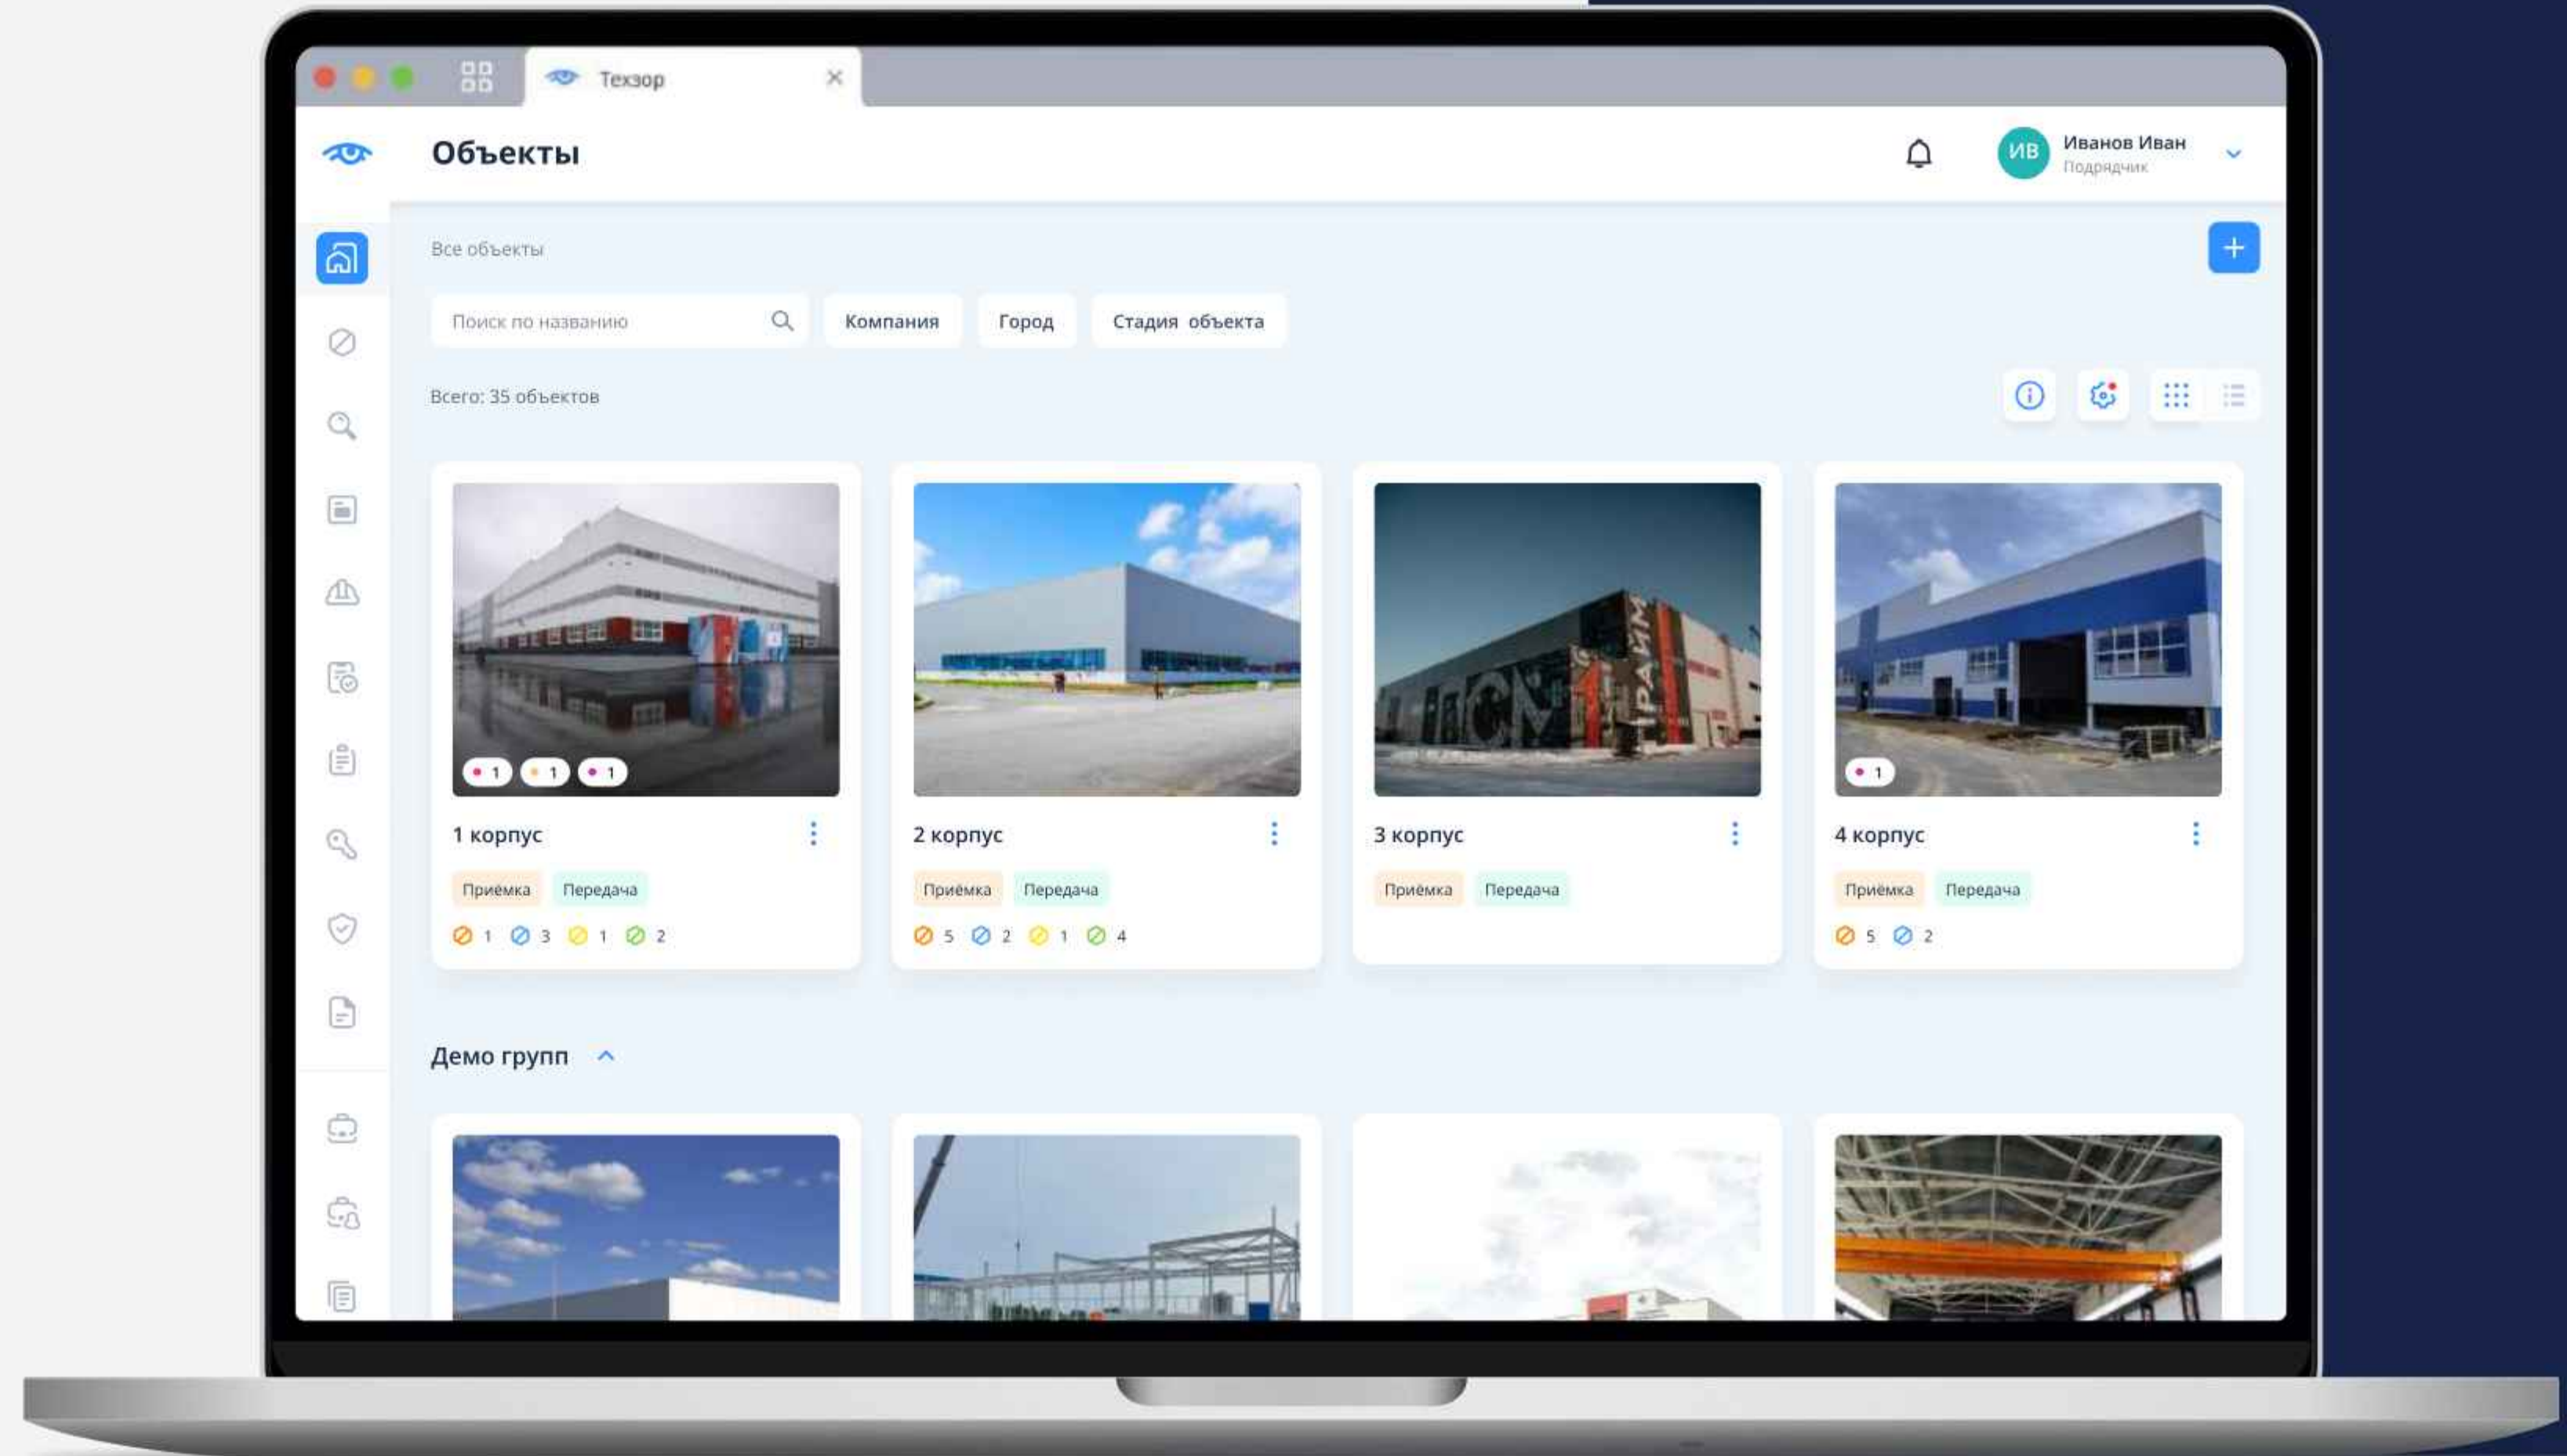 Техзор
Объекты
ИВ
Иванов Иван
Подрядчик
Все объекты
Поиск по названию
Компания
Город
Стадия объекта
Всего: 35 объектов
1 1 1
1
1 корпус
2 корпус
3 корпус
4 корпус
Приёмка Передача
Приёмка Передача
Приёмка Передача
Приёмка Передача
1 3 1 2
5 2 1 4
5 2
Демо групп